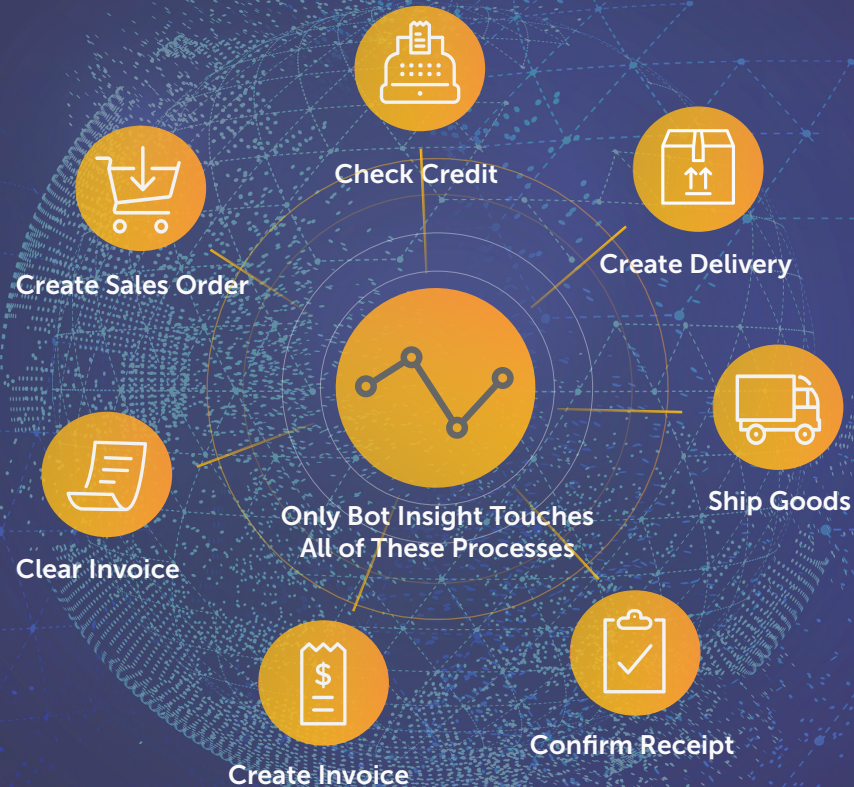 Check Credit
Create Delivery
Create Sales Order
Ship Goods
Only Bot Insight Touches
All of These Processes
Clear Invoice
$
Confirm Receipt
Create Invoice